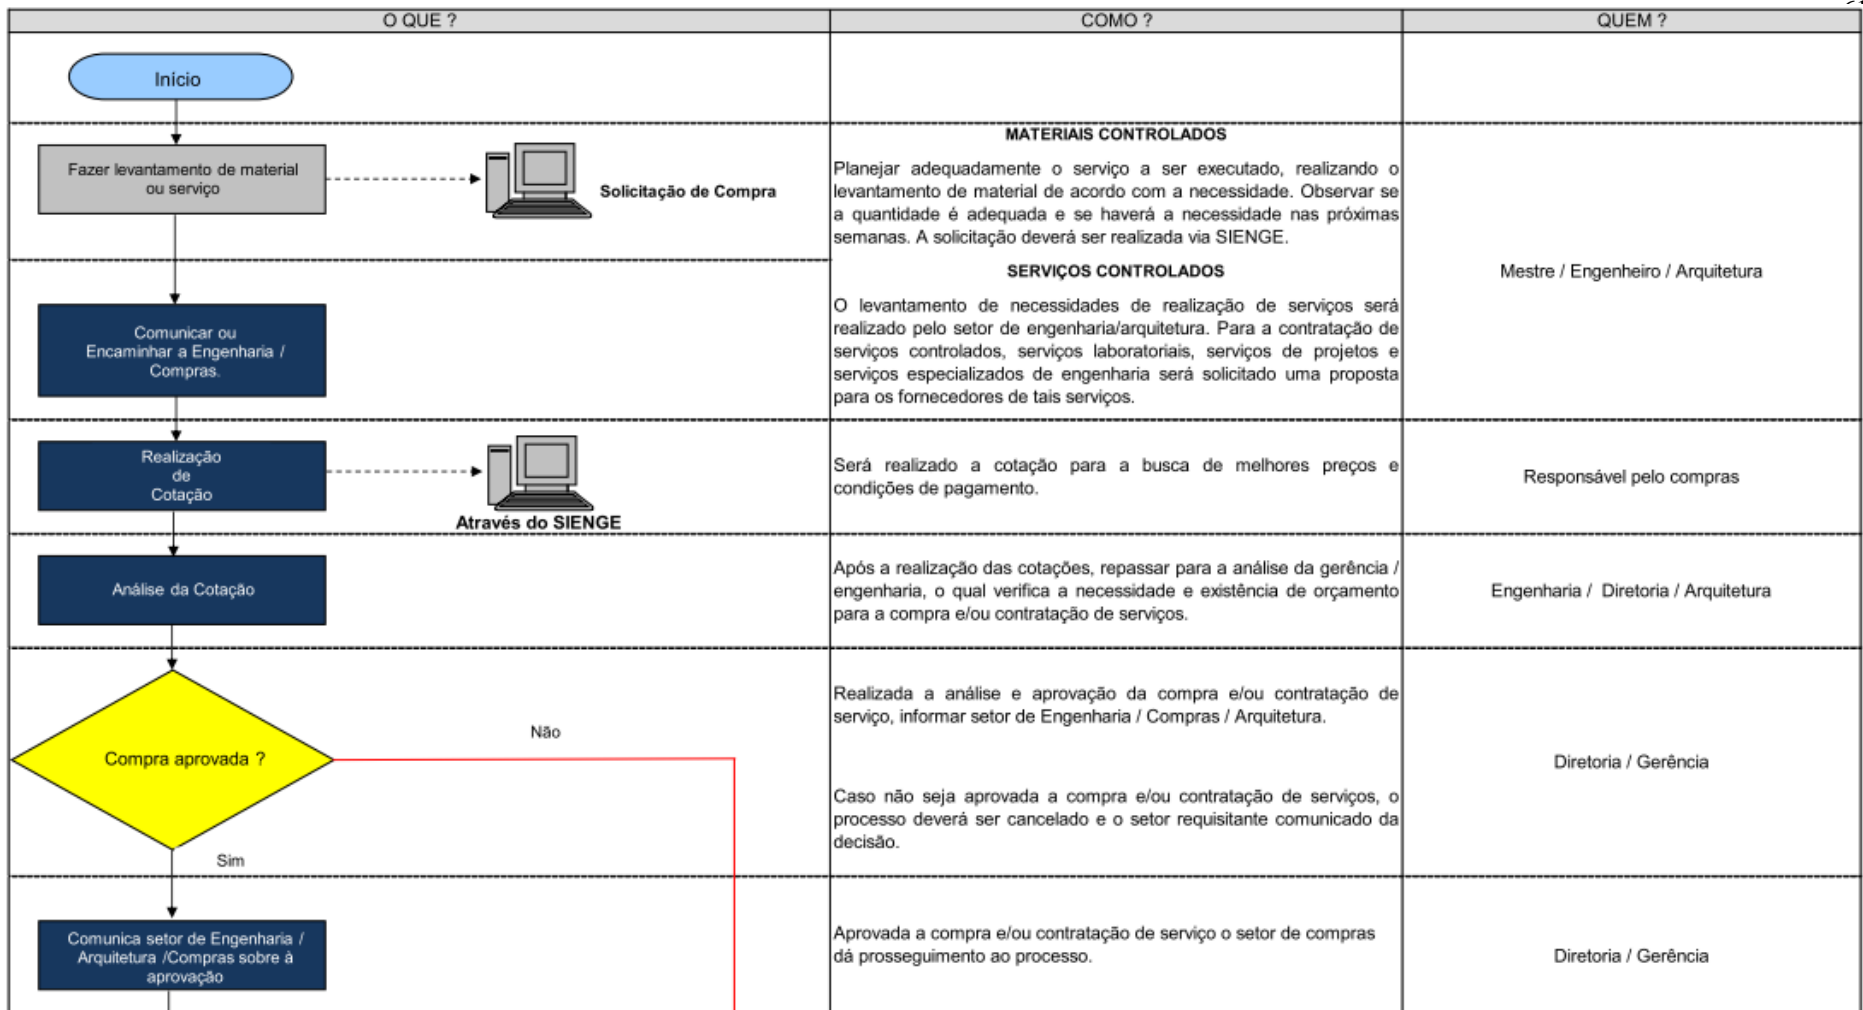 O QUE ?
COMO ?
QUEM ?
Início
Fazer levantamento de material
ou serviço
Solicitação de Compra
MATERIAIS CONTROLADOS
Planejar adequadamente o serviço a ser executado, realizando o
levantamento de material de acordo com a necessidade. Observar se
a quantidade é adequada e se haverá a necessidade nas próximas
semanas. A solicitação deverá ser realizada via SIENGE.
SERVIÇOS CONTROLADOS
O levantamento de necessidades de realização de serviços será
realizado pelo setor de engenharia/arquitetura. Para a contratação de
serviços controlados, serviços laboratoriais, serviços de projetos e
serviços especializados de engenharia será solicitado uma proposta
para os fornecedores de tais serviços.
Mestre / Engenheiro / Arquitetura
Comunicar ou
Encaminhar a Engenharia /
Compras.
Realização
de
Cotação
Através do SIENGE
Será realizado a cotação para a busca de melhores preços e
condições de pagamento.
Responsável pelo compras
Análise da Cotação
Após a realização das cotações, repassar para a análise da gerência /
engenharia, o qual verifica a necessidade e existência de orçamento
para a compra e/ou contratação de serviços.
Engenharia / Diretoria / Arquitetura
Compra aprovada ?
Não
Sim
Realizada a análise e aprovação da compra e/ou contratação de
serviço, informar setor de Engenharia / Compras / Arquitetura.
Caso não seja aprovada a compra e/ou contratação de serviços, o
processo deverá ser cancelado e o setor requisitante comunicado da
decisão.
Diretoria / Gerência
Comunica setor de Engenharia /
Arquitetura /Compras sobre à
aprovação
Aprovada a compra e/ou contratação de serviço o setor de compras
dá prosseguimento ao processo.
Diretoria / Gerência